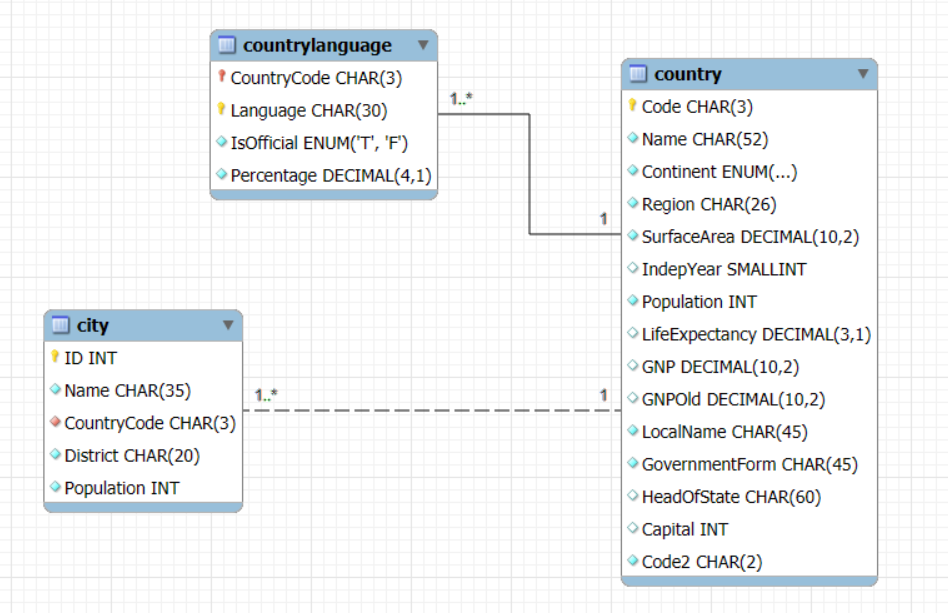 countrylanguage
CountryCode CHAR(3)
Language CHAR(30)
IsOfficial ENUM('T', 'F')
Percentage DECIMAL(4,1)
1..*
1
country
Code CHAR(3)
Name CHAR(52)
Continent ENUM(...)
Region CHAR(26)
SurfaceArea DECIMAL(10,2)
IndepYear SMALLINT
Population INT
LifeExpectancy DECIMAL(3,1)
GNP DECIMAL(10,2)
GNPOld DECIMAL(10,2)
LocalName CHAR(45)
GovernmentForm CHAR(45)
HeadOfState CHAR(60)
Capital INT
Code2 CHAR(2)
city
ID INT
Name CHAR(35)
CountryCode CHAR(3)
District CHAR(20)
Population INT
1..*
1